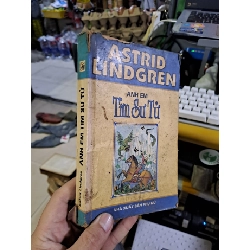 ASTRID
LINDGREN
ANH EM
Tim Sư Tử
ANH EM TIM SƯ TỬ